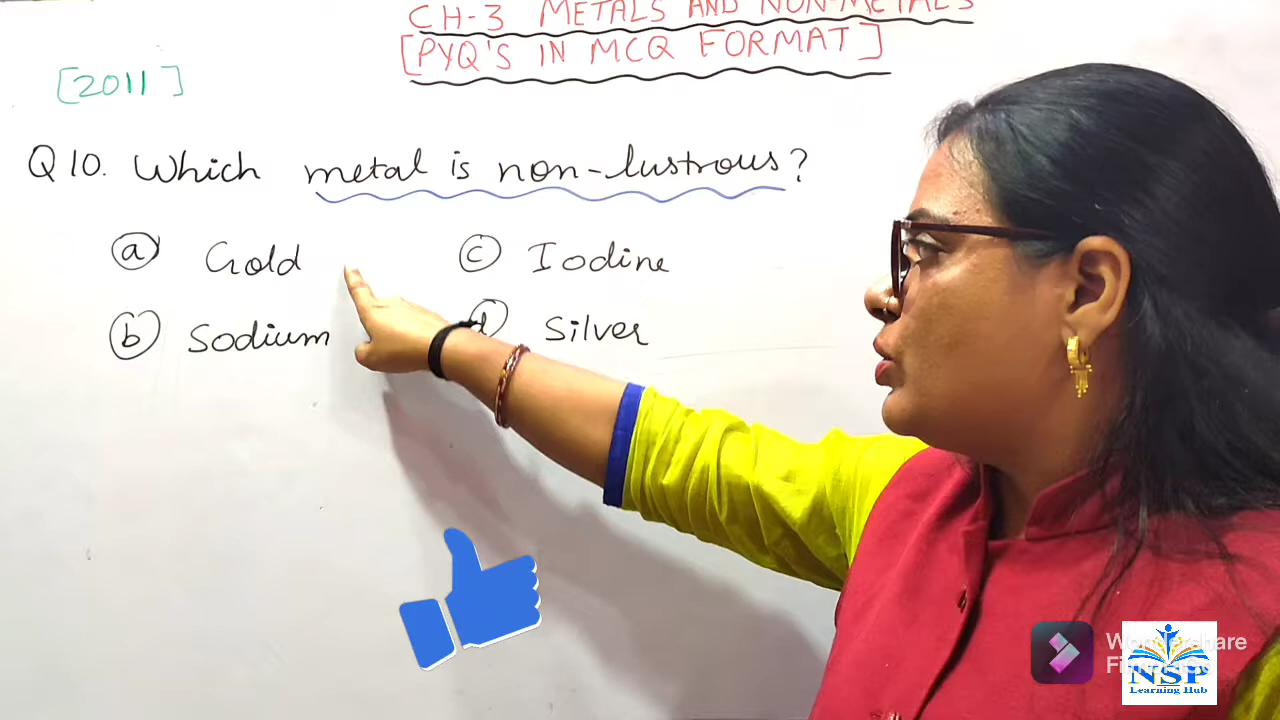 CH-3 METALS AND NON-METALS
[PYQ'S IN MCQ FORMAT]
[2011]
Q10. Which metal is non-lustrous?
(a) Gold
(c) Iodine
(b) Sodium
(d) Silver
Wondershare
NSP
Learning Hub